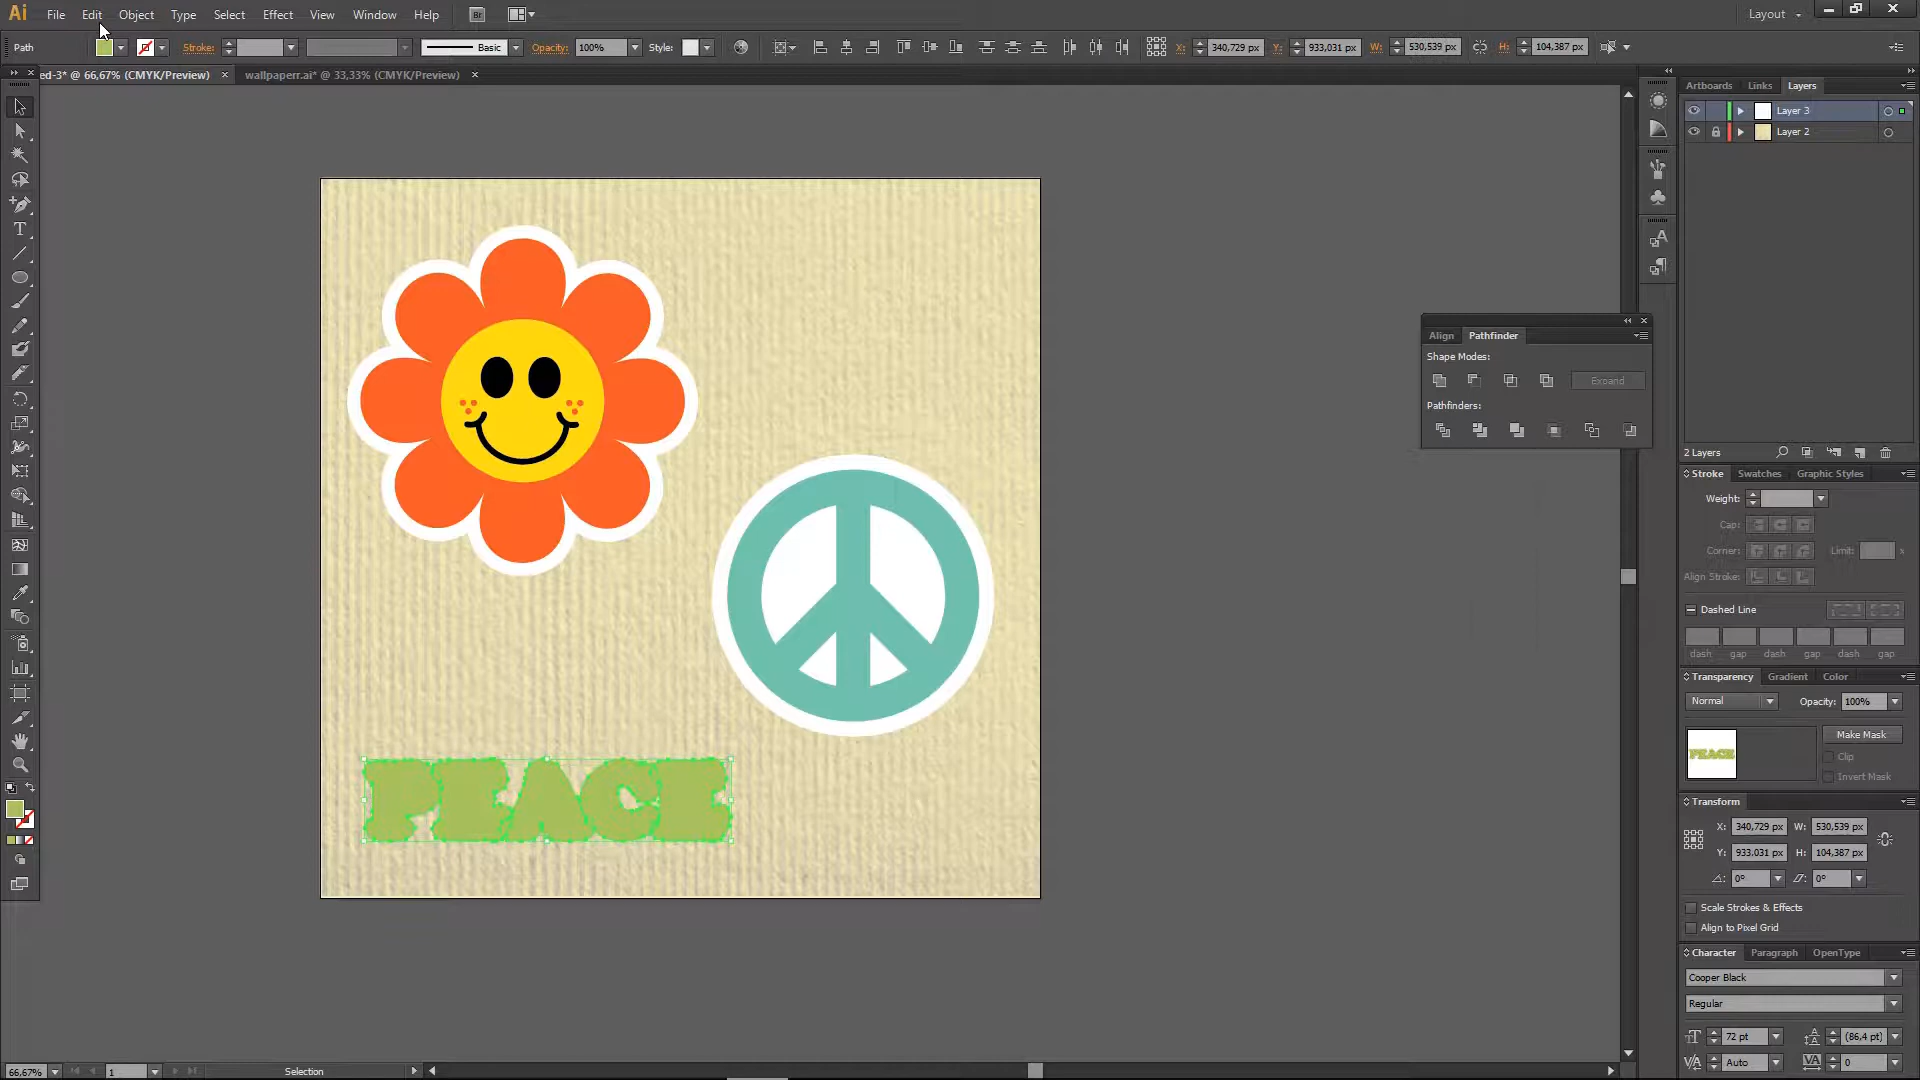 Ai File Edit Object Type Select Effect View Window Help Br Layout
Path Stroke: Basic Opacity: 100% Style: X: 340,729 px Y: 933,031 px W: 530,539 px H: 104,387 px
ed-3* @ 66,67% (CMYK/Preview) × wallpaperr.ai* @ 33,33% (CMYK/Preview) ×
Artboards Links Layers
Layer 3
Layer 2
Align Pathfinder
Shape Modes:
Expand
Pathfinders:
2 Layers
Stroke Swatches Graphic Styles
Weight:
Cap:
Corner: Limit: x
Align Stroke:
Dashed Line
dash gap dash gap dash gap
Transparency Gradient Color
Normal Opacity: 100%
Make Mask
Clip
Invert Mask
PEACE
PEACE
Transform
X: 340,729 px W: 530,539 px
Y: 933,031 px H: 104,387 px
0° 0°
Scale Strokes & Effects
Align to Pixel Grid
Character Paragraph OpenType
Cooper Black
Regular
72 pt (86,4 pt)
Auto 0
66,67% 1 Selection